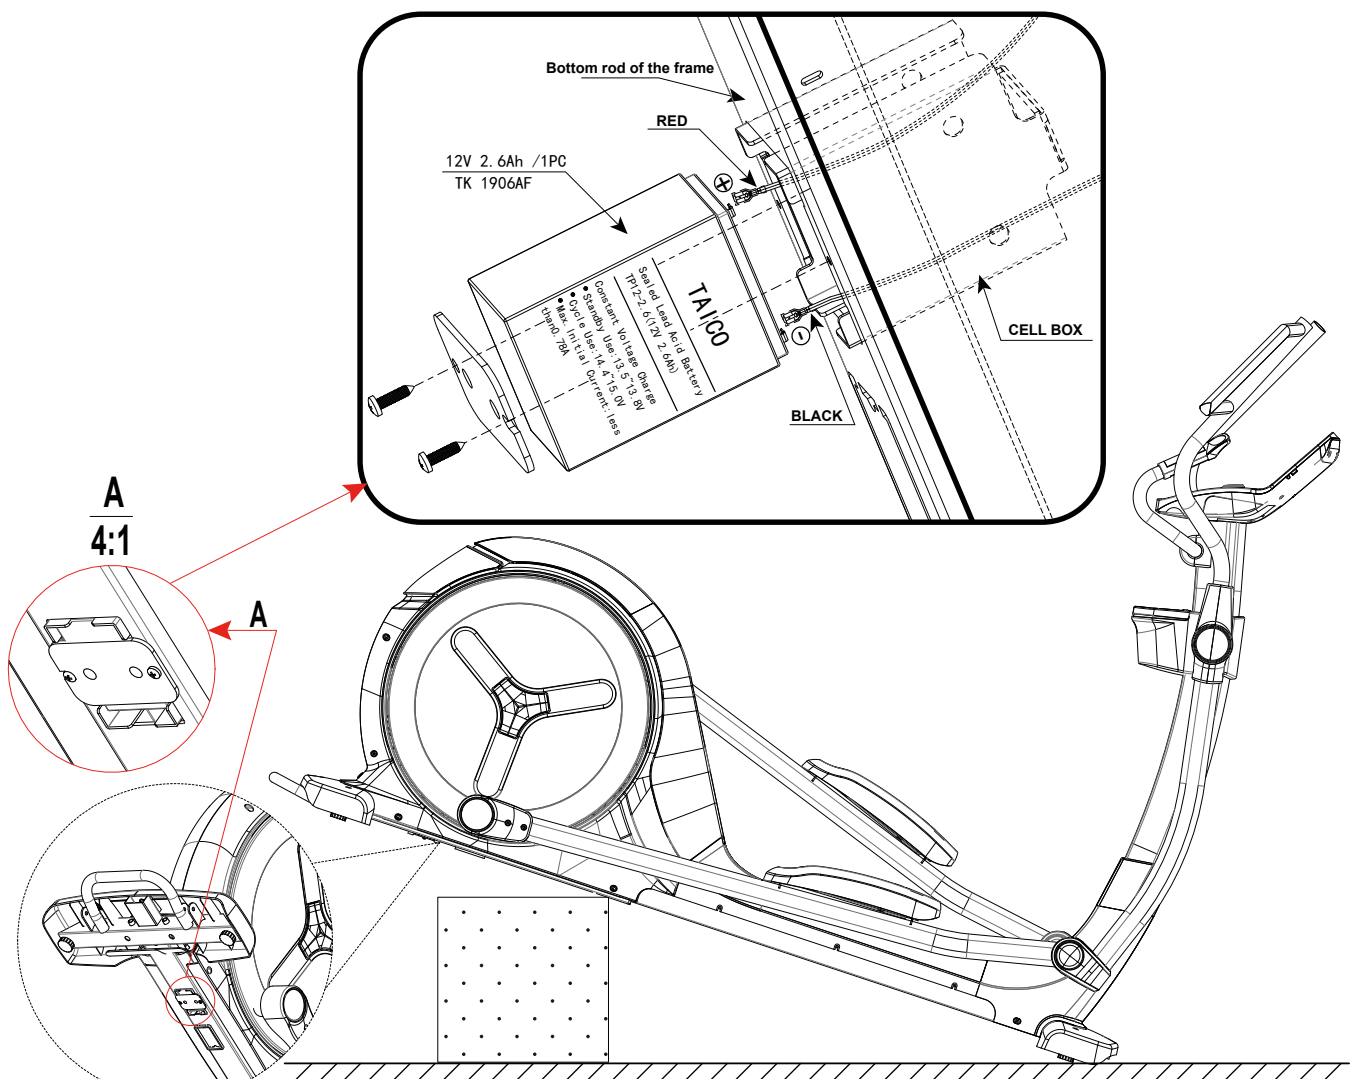 Bottom rod of the frame
RED
12V 2.6Ah /1PC
TK 1906AF
TAICO
Sealed Lead Acid Battery
TP12-2.6(12V 2.6Ah)
Constant Voltage Charge
•Standby Use:13.5~13.8V
•Cycle Use:14.4~15.0V
•Max. Initial Current:less
than0.78A
CELL BOX
BLACK
A
4:1
A